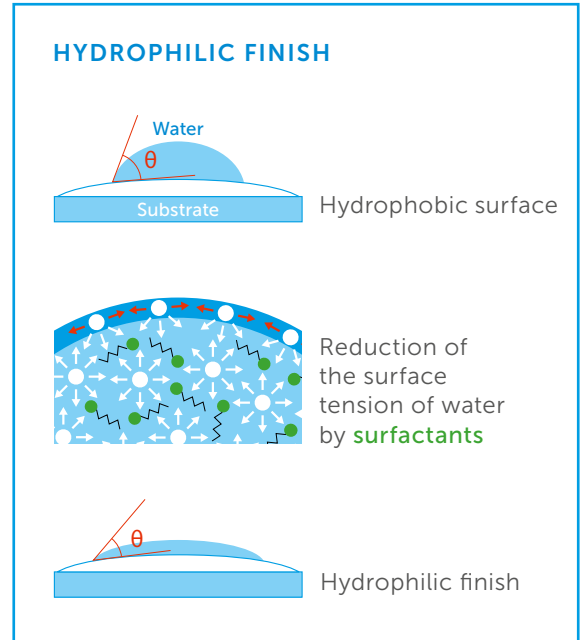 HYDROPHILIC FINISH
Water
θ
Substrate
Hydrophobic surface
Reduction of
the surface
tension of water
by surfactants
θ
Hydrophilic finish